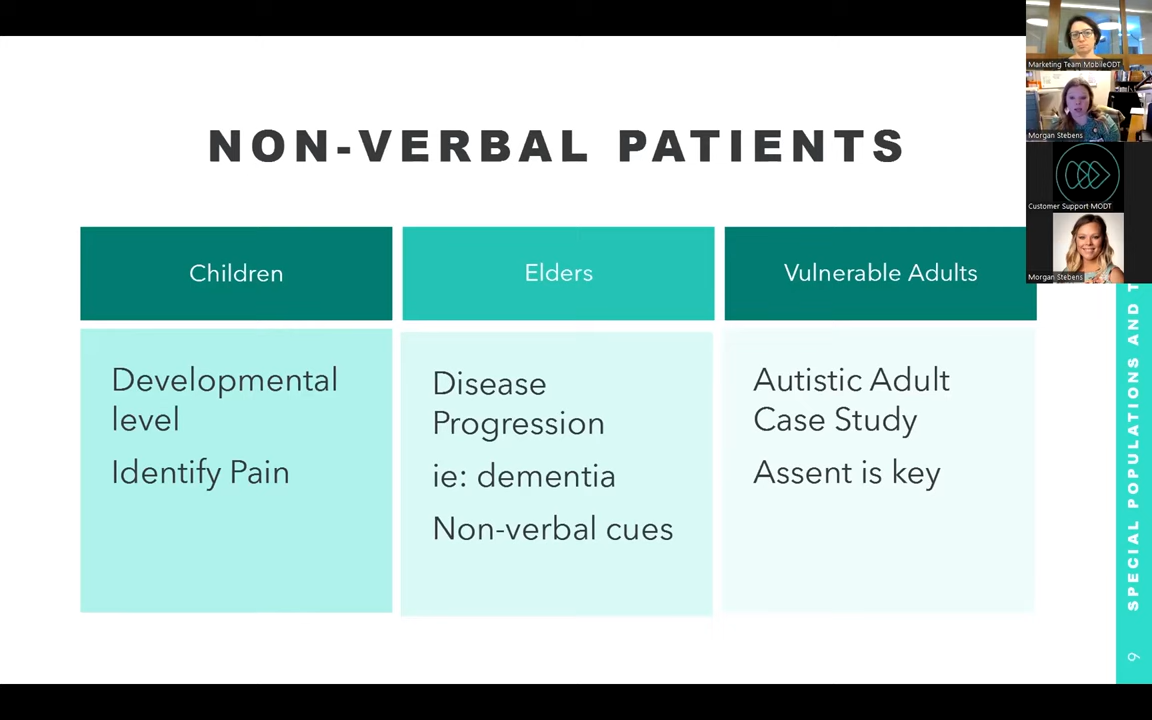 NON-VERBAL PATIENTS
Children
Developmental
level
Identify Pain
Elders
Disease
Progression
ie: dementia
Non-verbal cues
Vulnerable Adults
Autistic Adult
Case Study
Assent is key
Marketing Team MobileODT
Morgan Stebens
Customer Support MODT
Morgan Stebens
SPECIAL POPULATIONS AND
9